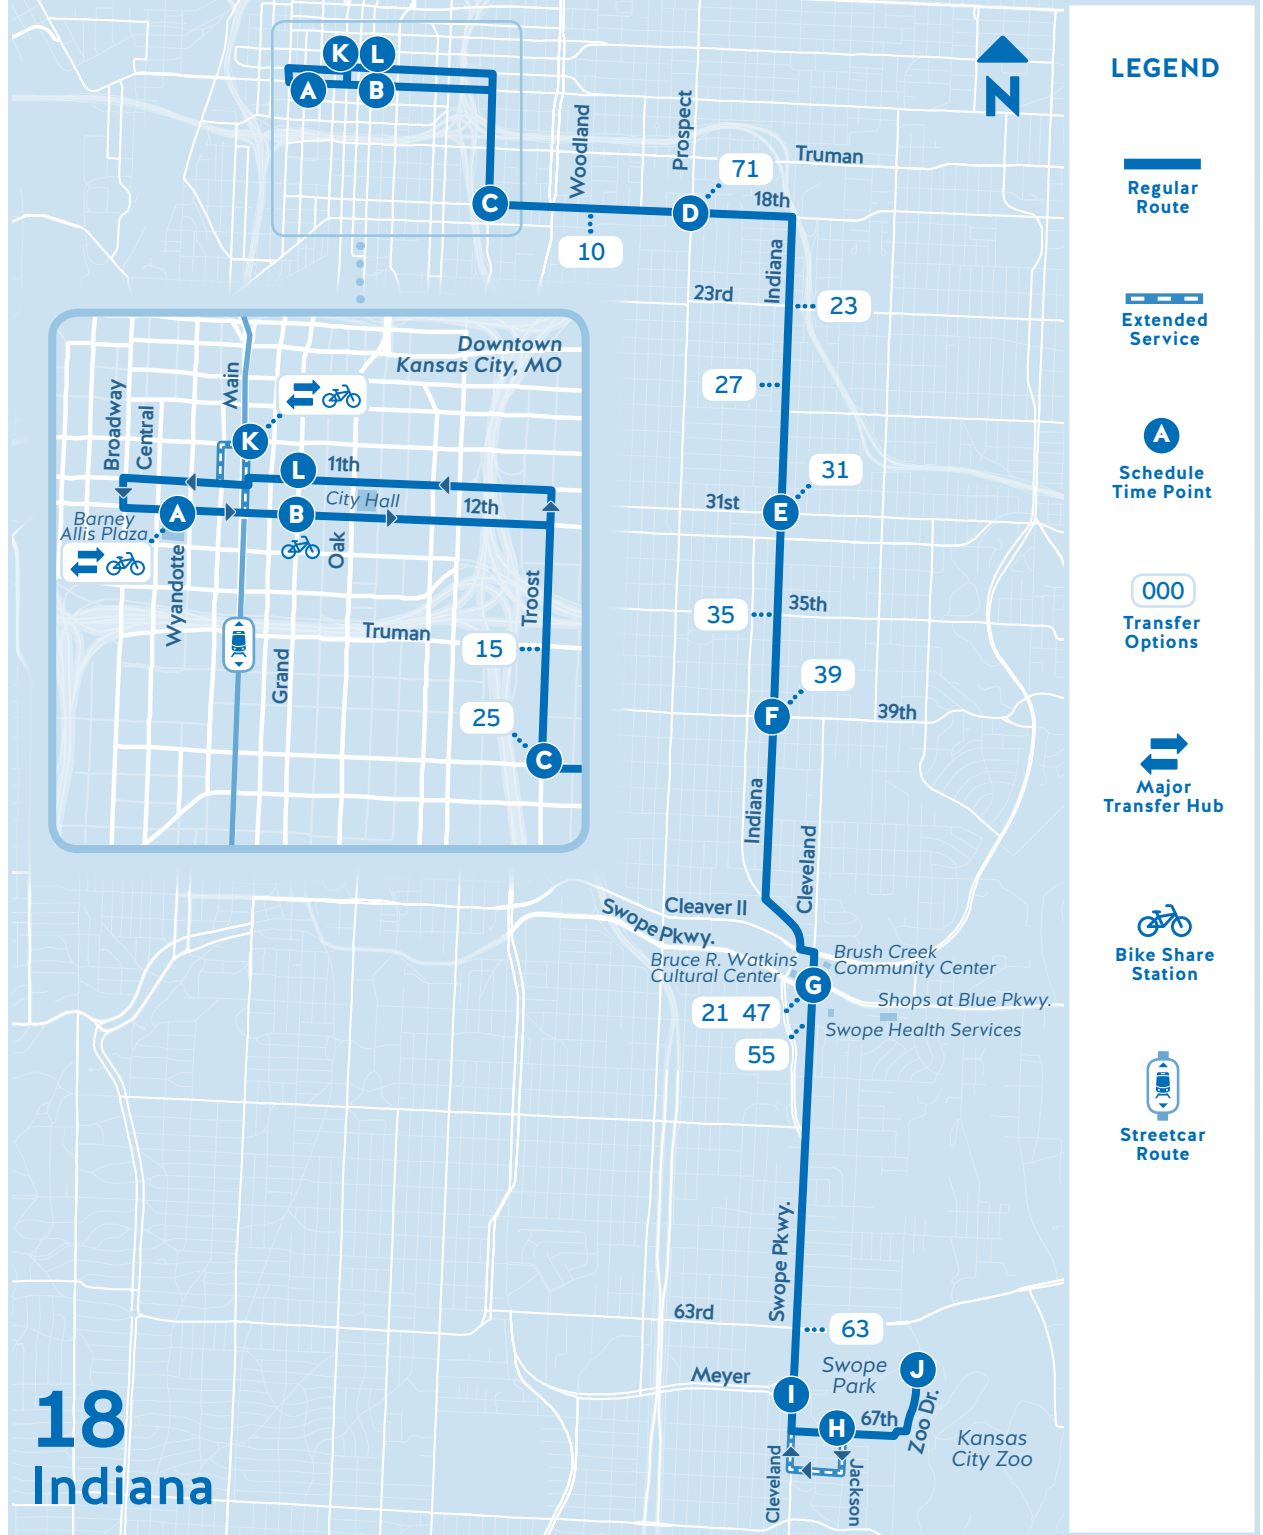 K
L
A
B
C
Woodland
Prospect
71
Truman
D
18th
10
Indiana
23rd
23
27
31
31st
E
35
35th
39
F
39th
Indiana
Cleveland
Cleaver II
Swope Pkwy.
Bruce R. Watkins
Cultural Center
Brush Creek
Community Center
G
21 47
Shops at Blue Pkwy.
Swope Health Services
55
Swope Pkwy.
63rd
63
Meyer
I
Swope
Park
J
H
67th
Zoo Dr.
Kansas
City Zoo
Cleveland
Jackson
Downtown
Kansas City, MO
Broadway
Central
Main
K
L
11th
City Hall
12th
A
B
Barney
Allis Plaza
Wyandotte
Oak
Troost
Truman
Grand
15
25
C
18
Indiana
N
LEGEND
Regular
Route
Extended
Service
A
Schedule
Time Point
000
Transfer
Options
Major
Transfer Hub
Bike Share
Station
Streetcar
Route